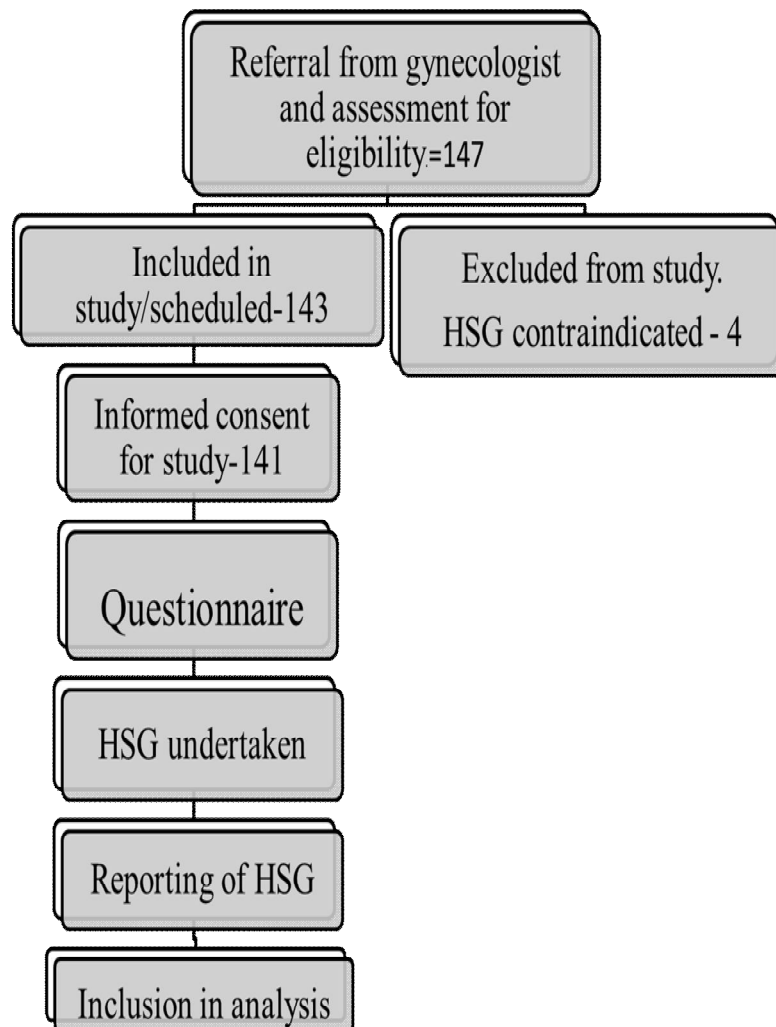 Referral from gynecologist
and assessment for
eligibility=147
Included in
study/scheduled-143
Excluded from study.
HSG contraindicated - 4
Informed consent
for study-141
Questionnaire
HSG undertaken
Reporting of HSG
Inclusion in analysis